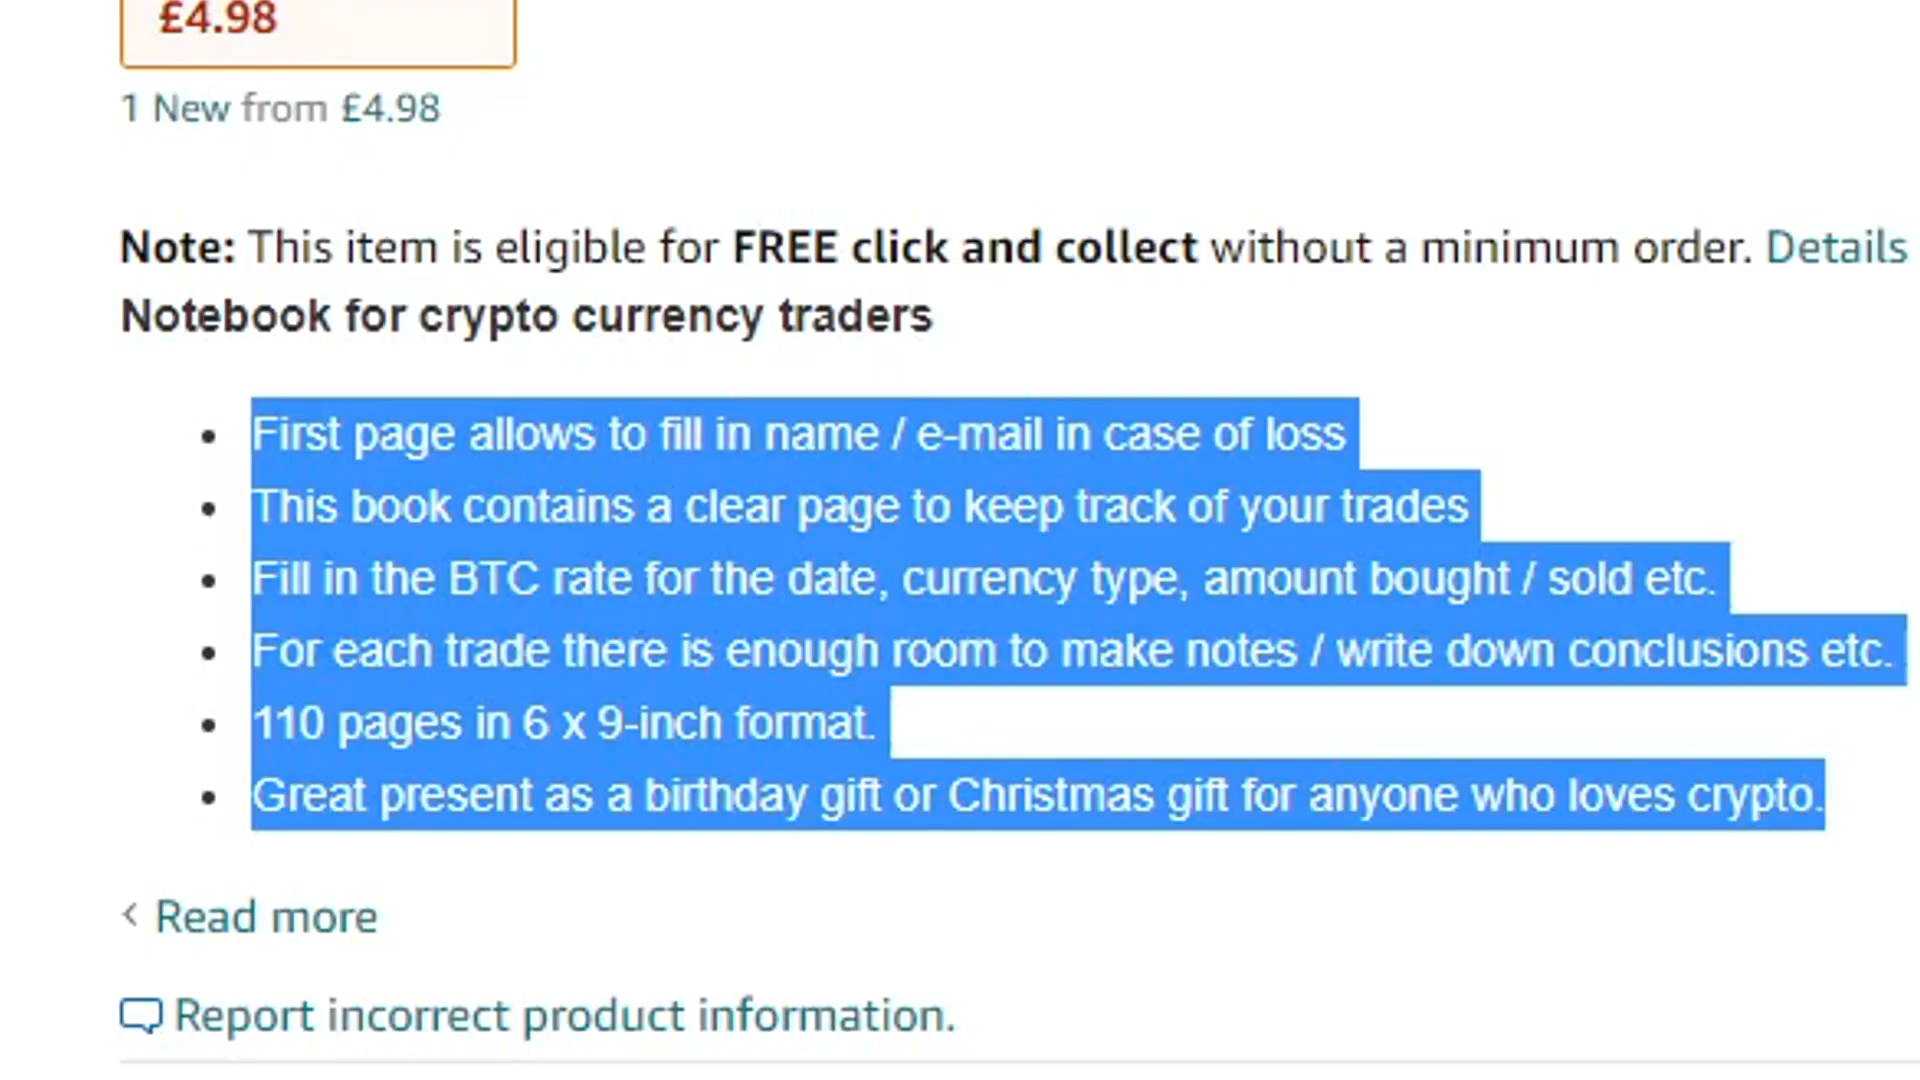 £4.98
1 New from £4.98
Note: This item is eligible for FREE click and collect without a minimum order. Details
Notebook for crypto currency traders
• First page allows to fill in name / e-mail in case of loss
• This book contains a clear page to keep track of your trades
• Fill in the BTC rate for the date, currency type, amount bought / sold etc.
• For each trade there is enough room to make notes / write down conclusions etc.
• 110 pages in 6 x 9-inch format.
• Great present as a birthday gift or Christmas gift for anyone who loves crypto.
Read more
Report incorrect product information.